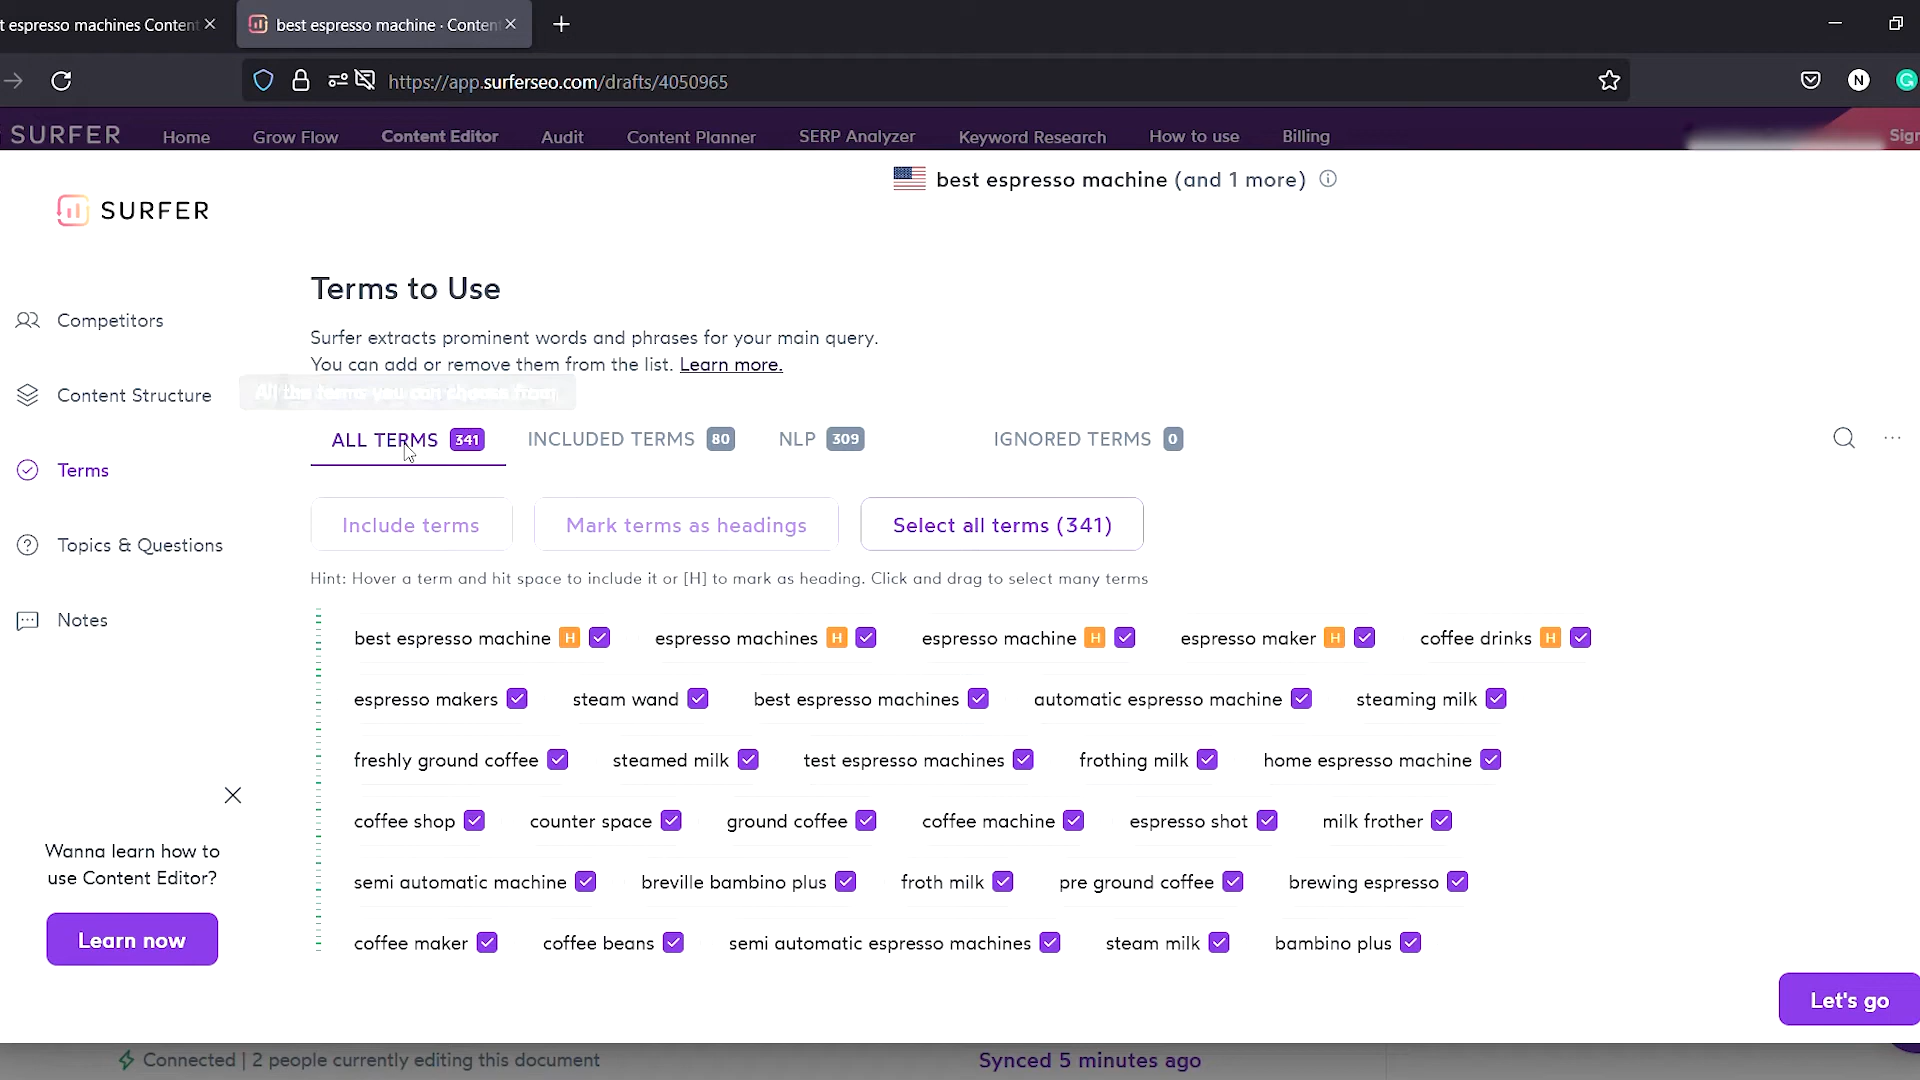 t espresso machines Conten
best espresso machine · Conten
https://app.surferseo.com/drafts/4050965
N
G
SURFER Home Grow Flow Content Editor Audit Content Planner SERP Analyzer Keyword Research How to use Billing Sign
best espresso machine (and 1 more)
SURFER
Terms to Use
Surfer extracts prominent words and phrases for your main query.
You can add or remove them from the list. Learn more.
Competitors
Content Structure
Terms
Topics & Questions
Notes
All the terms you can choose from
ALL TERMS 341 INCLUDED TERMS 80 NLP 309 IGNORED TERMS 0
Include terms Mark terms as headings Select all terms (341)
Hint: Hover a term and hit space to include it or [H] to mark as heading. Click and drag to select many terms
best espresso machine H espresso machines H espresso machine H espresso maker H coffee drinks H
espresso makers steam wand best espresso machines automatic espresso machine steaming milk
freshly ground coffee steamed milk test espresso machines frothing milk home espresso machine
coffee shop counter space ground coffee coffee machine espresso shot milk frother
semi automatic machine breville bambino plus froth milk pre ground coffee brewing espresso
coffee maker coffee beans semi automatic espresso machines steam milk bambino plus
Wanna learn how to
use Content Editor?
Learn now
Let's go
Connected | 2 people currently editing this document
Synced 5 minutes ago